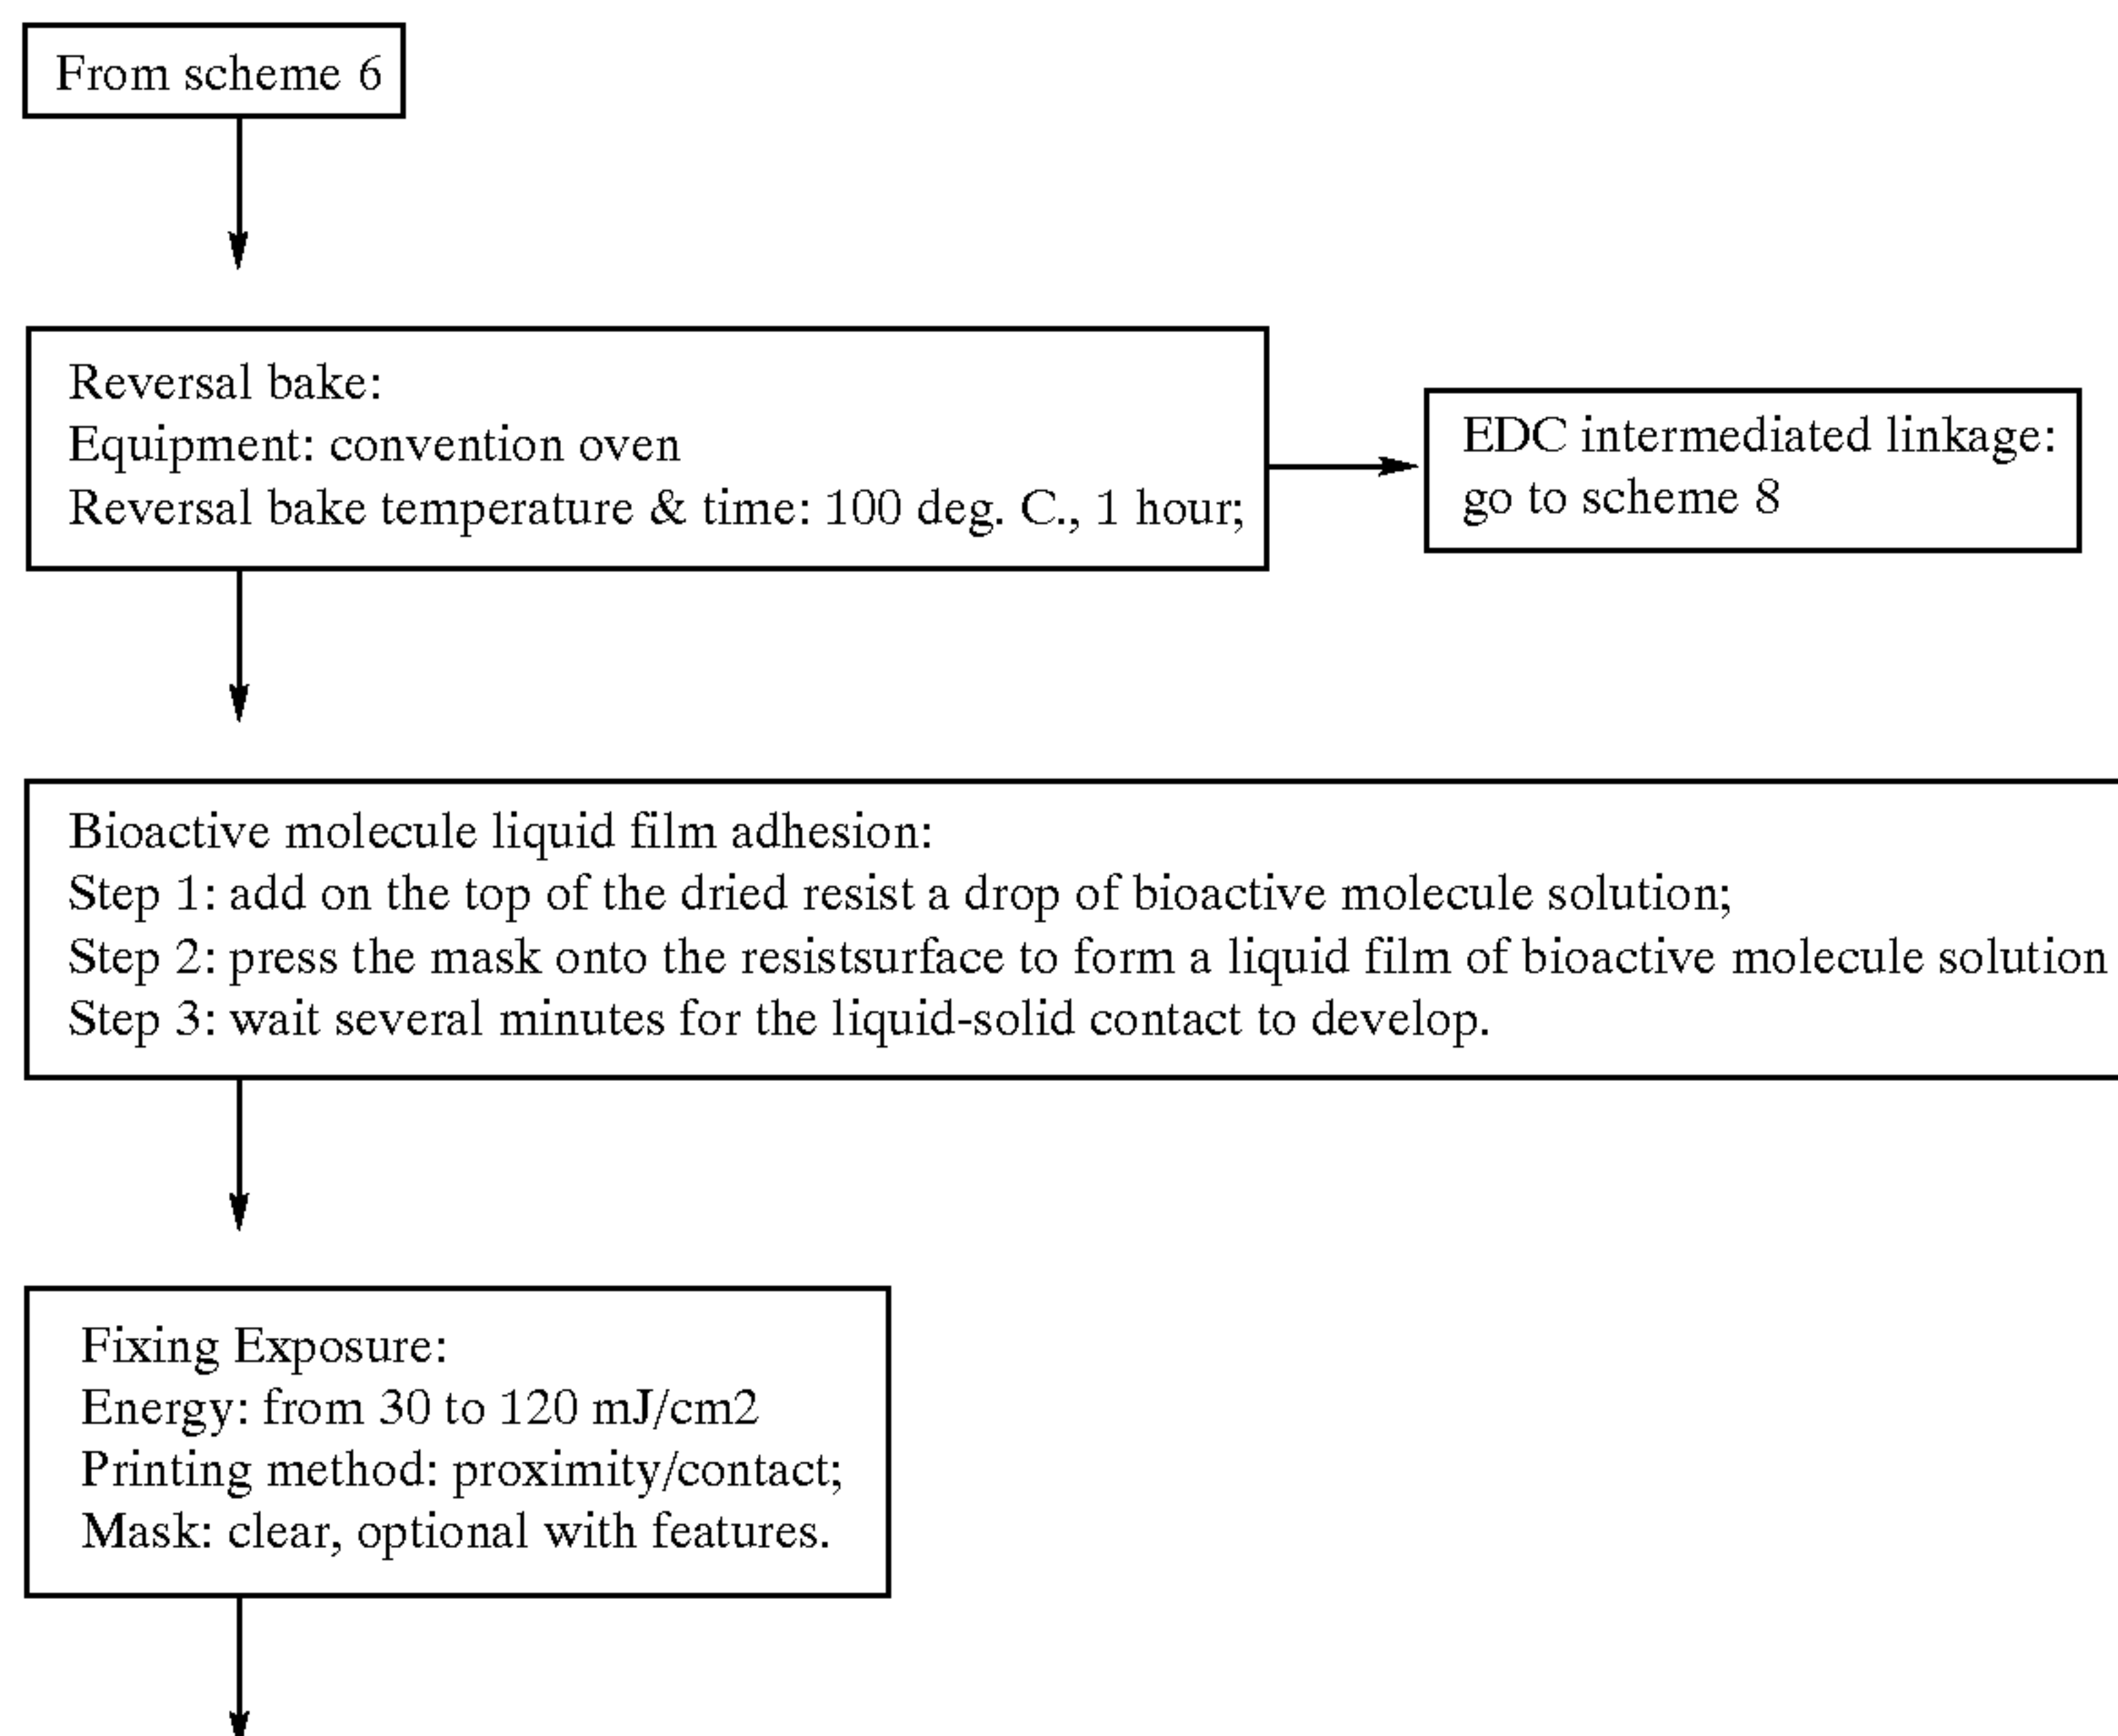 From scheme 6
Reversal bake:
Equipment: convention oven
Reversal bake temperature & time: 100 deg. C., 1 hour;
EDC intermediated linkage:
go to scheme 8
Bioactive molecule liquid film adhesion:
Step 1: add on the top of the dried resist a drop of bioactive molecule solution;
Step 2: press the mask onto the resistsurface to form a liquid film of bioactive molecule solution
Step 3: wait several minutes for the liquid-solid contact to develop.
Fixing Exposure:
Energy: from 30 to 120 mJ/cm2
Printing method: proximity/contact;
Mask: clear, optional with features.